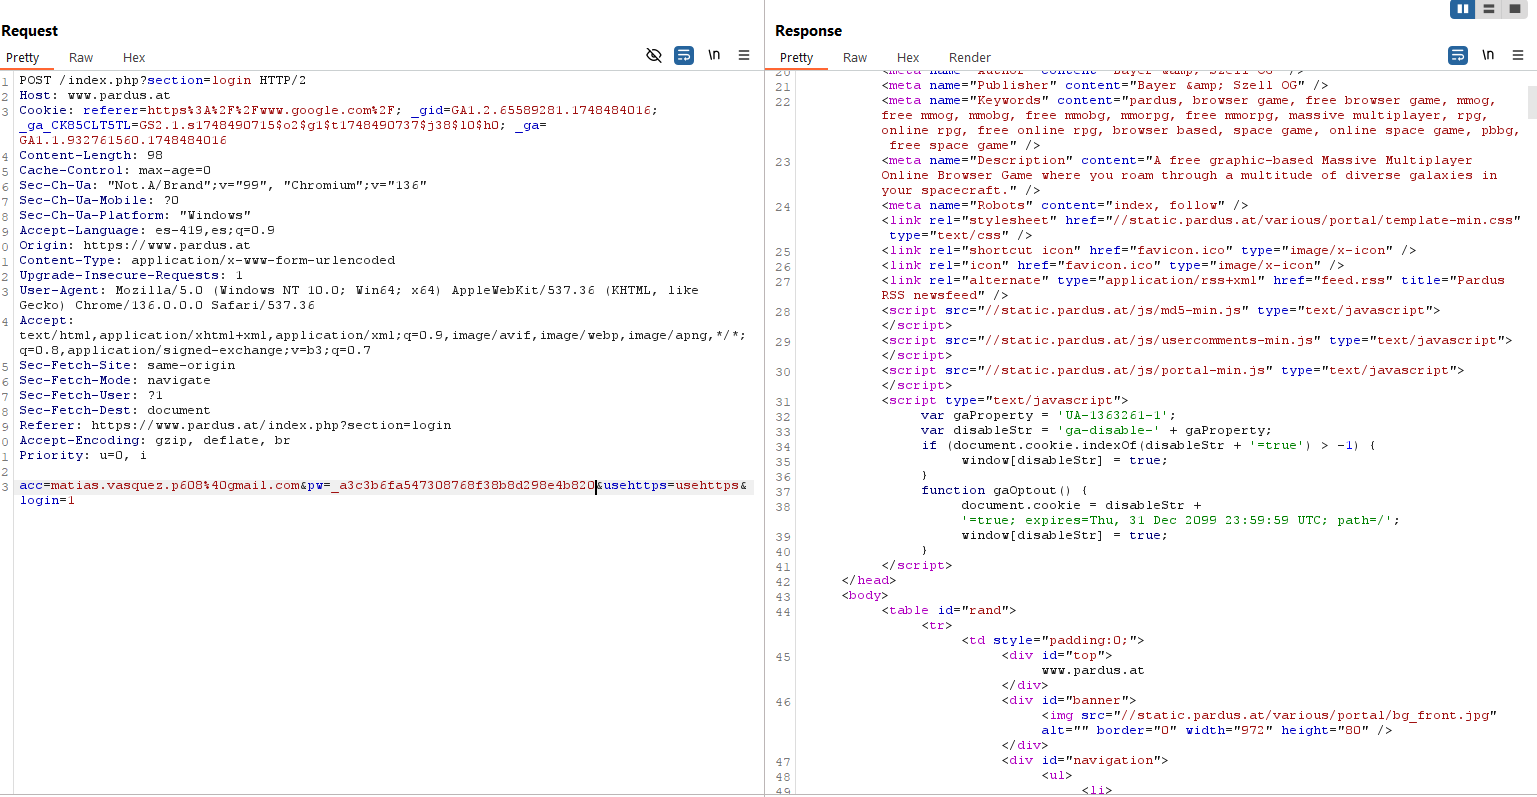 Request
Pretty Raw Hex \n
1 POST /index.php?section=login HTTP/2
2 Host: www.pardus.at
3 Cookie: referer=https%3A%2F%2Fwww.google.com%2F; _gid=GA1.2.65589281.1748484016;
_ga_CK85CLT5TL=GS2.1.s1748490715$o2$g1$t1748490737$j38$l0$h0; _ga=
GA1.1.932761560.1748484016
4 Content-Length: 98
5 Cache-Control: max-age=0
6 Sec-Ch-Ua: "Not.A/Brand";v="99", "Chromium";v="136"
7 Sec-Ch-Ua-Mobile: ?0
8 Sec-Ch-Ua-Platform: "Windows"
9 Accept-Language: es-419,es;q=0.9
0 Origin: https://www.pardus.at
1 Content-Type: application/x-www-form-urlencoded
2 Upgrade-Insecure-Requests: 1
3 User-Agent: Mozilla/5.0 (Windows NT 10.0; Win64; x64) AppleWebKit/537.36 (KHTML, like
Gecko) Chrome/136.0.0.0 Safari/537.36
4 Accept:
text/html,application/xhtml+xml,application/xml;q=0.9,image/avif,image/webp,image/apng,*/*;
q=0.8,application/signed-exchange;v=b3;q=0.7
5 Sec-Fetch-Site: same-origin
6 Sec-Fetch-Mode: navigate
7 Sec-Fetch-User: ?1
8 Sec-Fetch-Dest: document
9 Referer: https://www.pardus.at/index.php?section=login
0 Accept-Encoding: gzip, deflate, br
1 Priority: u=0, i
2
3 acc=matias.vasquez.p608%40gmail.com&pw=_a3c3b6fa547308768f38b8d298e4b820&usehttps=usehttps&
login=1
Response
Pretty Raw Hex Render \n
20 <meta name="Author" content="Bayer &amp; Szell OG" />
21 <meta name="Publisher" content="Bayer &amp; Szell OG" />
22 <meta name="Keywords" content="pardus, browser game, free browser game, mmog,
free mmog, mmobg, free mmobg, mmorpg, free mmorpg, massive multiplayer, rpg,
online rpg, free online rpg, browser based, space game, online space game, pbbg,
free space game" />
23 <meta name="Description" content="A free graphic-based Massive Multiplayer
Online Browser Game where you roam through a multitude of diverse galaxies in
your spacecraft." />
24 <meta name="Robots" content="index, follow" />
<link rel="stylesheet" href="//static.pardus.at/various/portal/template-min.css"
type="text/css" />
25 <link rel="shortcut icon" href="favicon.ico" type="image/x-icon" />
26 <link rel="icon" href="favicon.ico" type="image/x-icon" />
27 <link rel="alternate" type="application/rss+xml" href="feed.rss" title="Pardus
RSS newsfeed" />
28 <script src="//static.pardus.at/js/md5-min.js" type="text/javascript">
</script>
29 <script src="//static.pardus.at/js/usercomments-min.js" type="text/javascript">
</script>
30 <script src="//static.pardus.at/js/portal-min.js" type="text/javascript">
</script>
31 <script type="text/javascript">
32 var gaProperty = 'UA-1363261-1';
33 var disableStr = 'ga-disable-' + gaProperty;
34 if (document.cookie.indexOf(disableStr + '=true') > -1) {
35 window[disableStr] = true;
36 }
37 function gaOptout() {
38 document.cookie = disableStr +
'=true; expires=Thu, 31 Dec 2099 23:59:59 UTC; path=/';
39 window[disableStr] = true;
40 }
41 </script>
42 </head>
43 <body>
44 <table id="rand">
<tr>
<td style="padding:0;">
45 <div id="top">
www.pardus.at
</div>
46 <div id="banner">
<img src="//static.pardus.at/various/portal/bg_front.jpg"
alt="" border="0" width="972" height="80" />
</div>
47 <div id="navigation">
48 <ul>
49 <li>